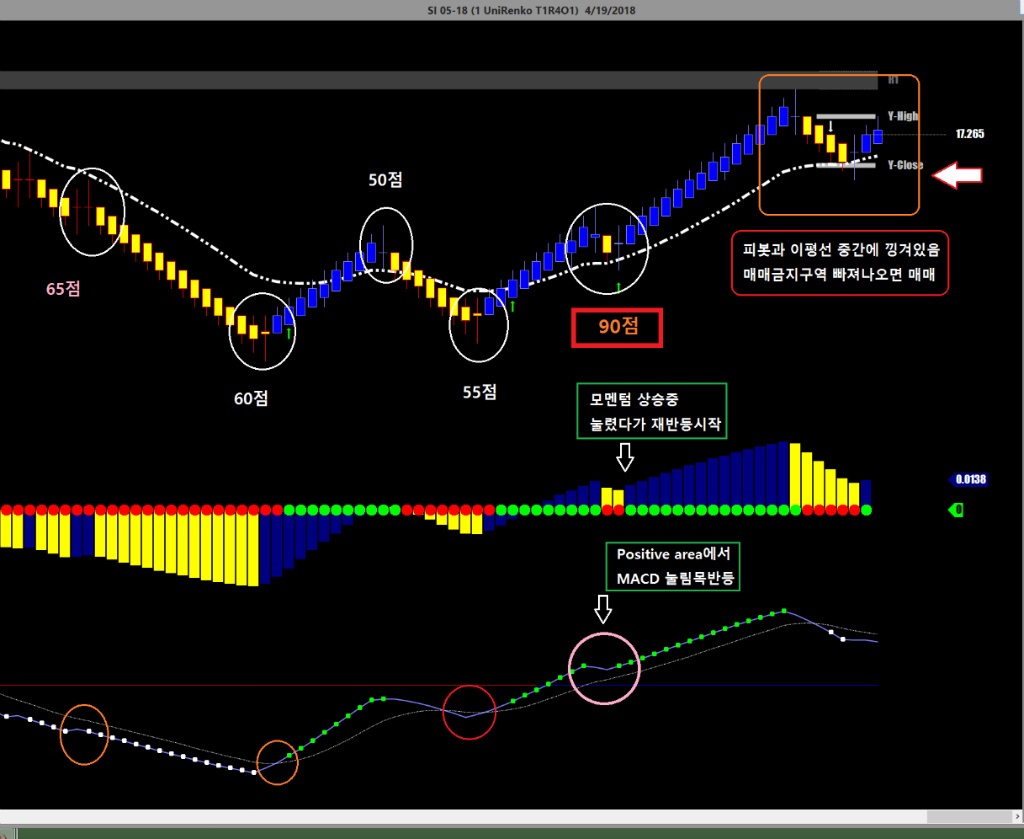 SI 05-18 (1 UniRenko T1R4O1) 4/19/2018
R1
Y-High
17.265
50점
Y-Close
피봇과 이평선 중간에 낑겨있음
매매금지구역 빠져나오면 매매
65점
90점
60점
55점
모멘텀 상승중
눌렸다가 재반등시작
0.0138
0
Positive area에서
MACD 눌림목반등